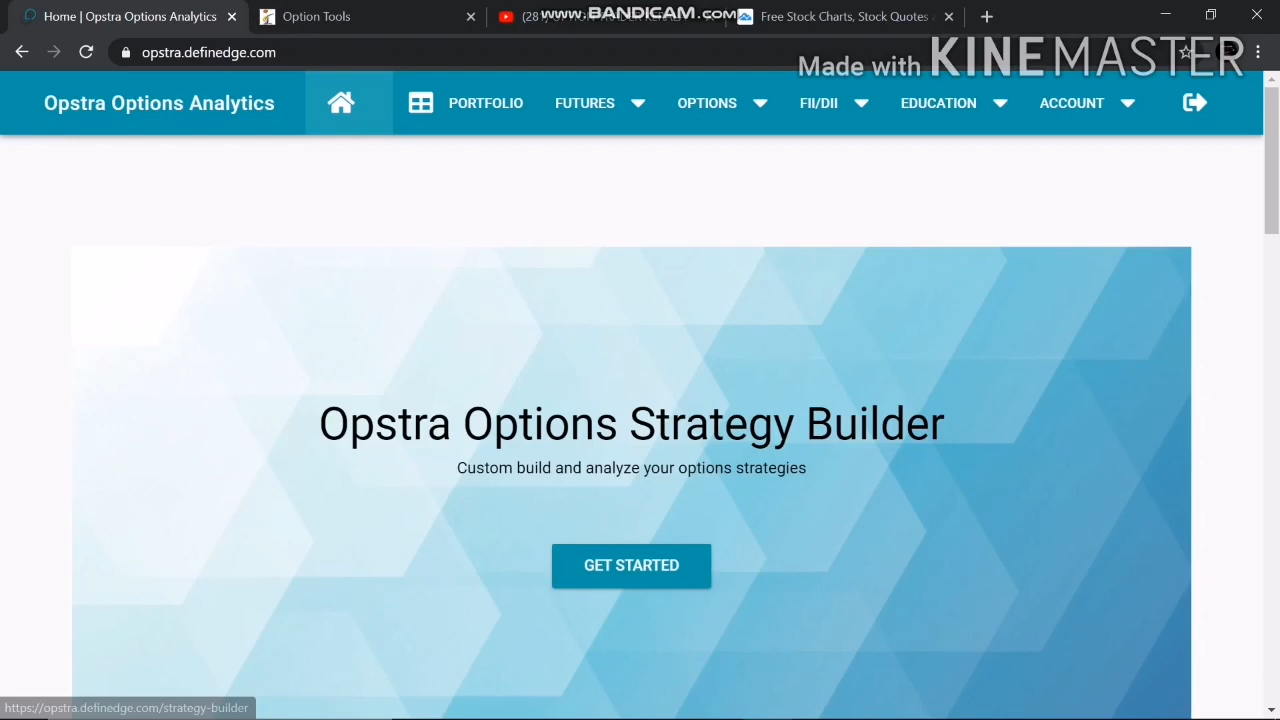 Home | Opstra Options Analytics
Option Tools
(28
www.BANDICAM.com
Free Stock Charts, Stock Quotes
opstra.definedge.com
Made with KINEMASTER
Opstra Options Analytics
PORTFOLIO
FUTURES
OPTIONS
FII/DII
EDUCATION
ACCOUNT
Opstra Options Strategy Builder
Custom build and analyze your options strategies
GET STARTED
https://opstra.definedge.com/strategy-builder